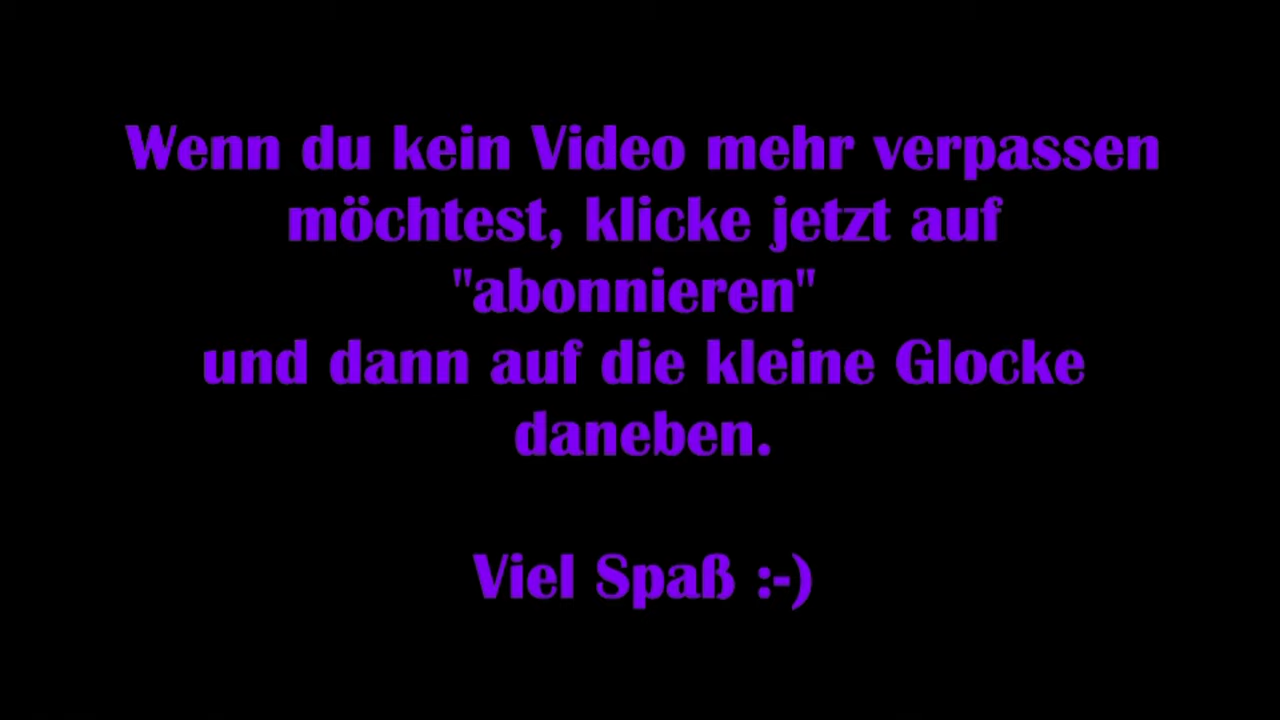 Wenn du kein Video mehr verpassen
möchtest, klicke jetzt auf
"abonnieren"
und dann auf die kleine Glocke
daneben.
Viel Spaß :-)